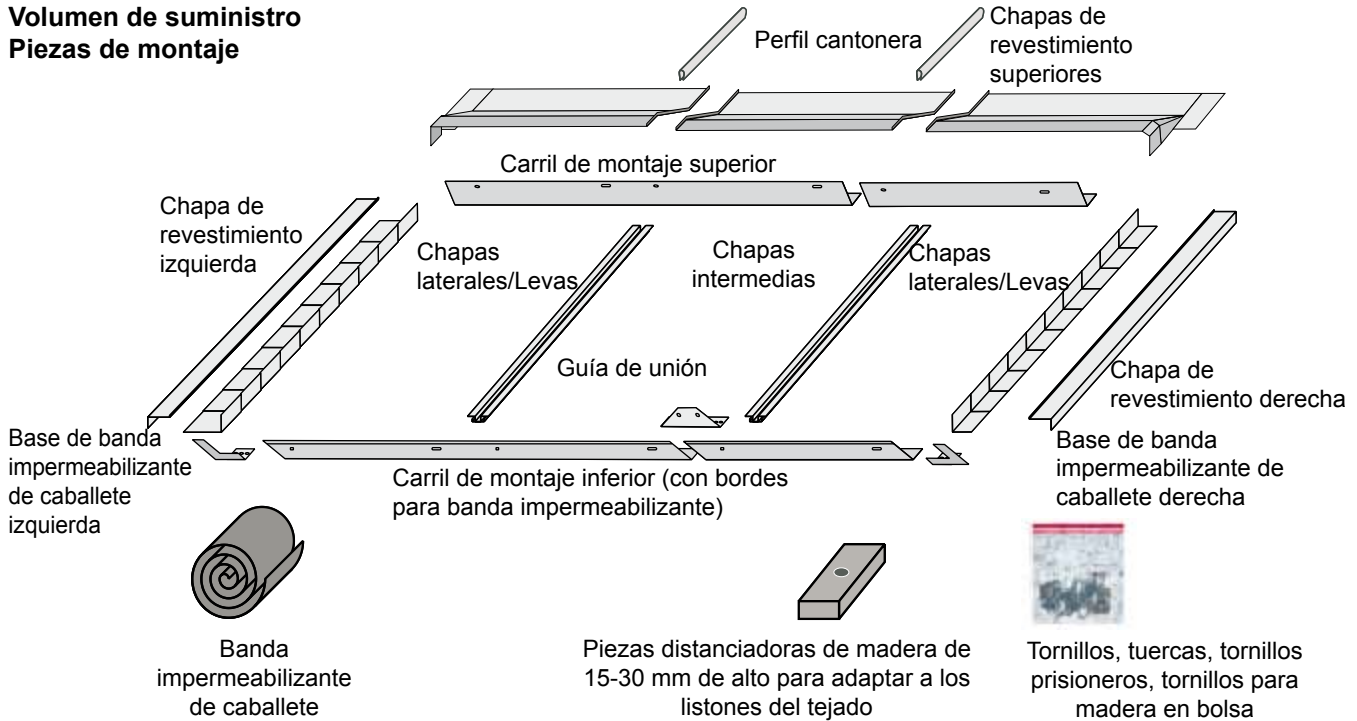 Volumen de suministro
Piezas de montaje
Perfil cantonera
Chapas de
revestimiento
superiores
Carril de montaje superior
Chapa de
revestimiento
izquierda
Chapas
laterales/Levas
Chapas
intermedias
Chapas
laterales/Levas
Guía de unión
Chapa de
revestimiento derecha
Base de banda
impermeabilizante
de caballete
izquierda
Carril de montaje inferior (con bordes
para banda impermeabilizante)
Base de banda
impermeabilizante de
caballete derecha
Banda
impermeabilizante
de caballete
Piezas distanciadoras de madera de
15-30 mm de alto para adaptar a los
listones del tejado
Tornillos, tuercas, tornillos
prisioneros, tornillos para
madera en bolsa